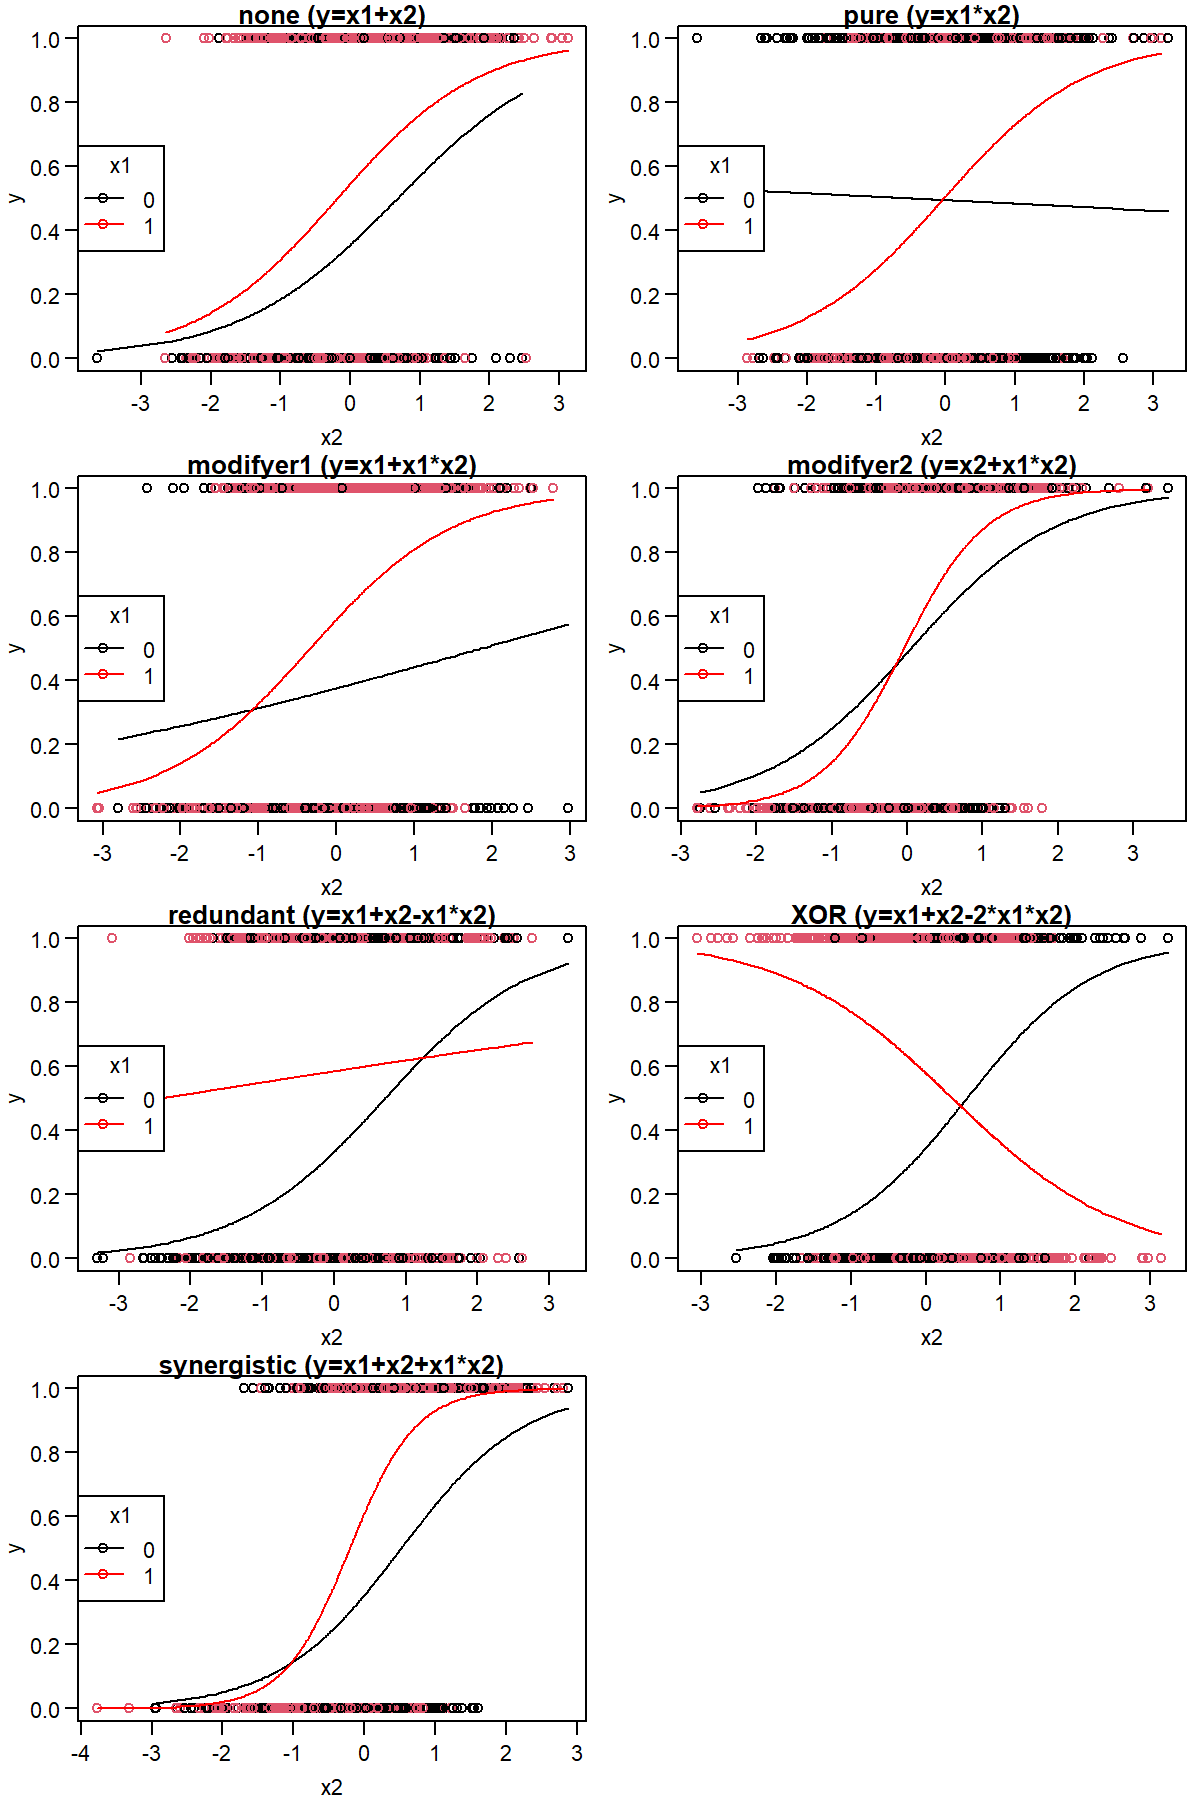 none (y=x1+x2)
1.0
0.8
0.6
0.4
0.2
0.0
y
x1
0
1
-3 -2 -1 0 1 2 3
x2
pure (y=x1*x2)
1.0
0.8
0.6
0.4
0.2
0.0
y
x1
0
1
-3 -2 -1 0 1 2 3
x2
modifyer1 (y=x1+x1*x2)
1.0
0.8
0.6
0.4
0.2
0.0
y
x1
0
1
-3 -2 -1 0 1 2 3
x2
modifyer2 (y=x2+x1*x2)
1.0
0.8
0.6
0.4
0.2
0.0
y
x1
0
1
-3 -2 -1 0 1 2 3
x2
redundant (y=x1+x2-x1*x2)
1.0
0.8
0.6
0.4
0.2
0.0
y
x1
0
1
-3 -2 -1 0 1 2 3
x2
XOR (y=x1+x2-2*x1*x2)
1.0
0.8
0.6
0.4
0.2
0.0
y
x1
0
1
-3 -2 -1 0 1 2 3
x2
synergistic (y=x1+x2+x1*x2)
1.0
0.8
0.6
0.4
0.2
0.0
y
x1
0
1
-4 -3 -2 -1 0 1 2 3
x2